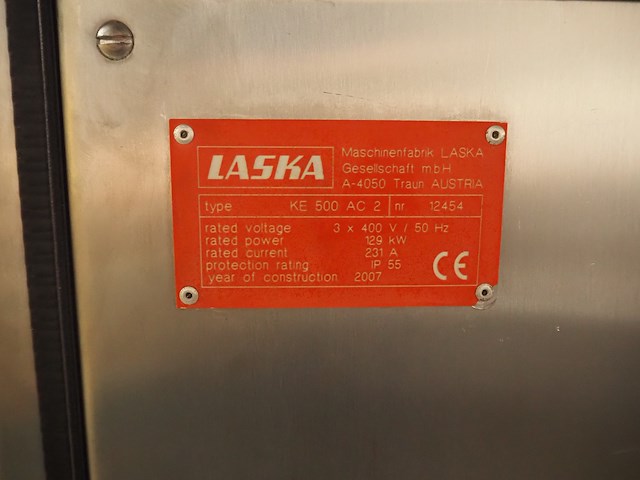 LASKA
Maschinenfabrik LASKA
Gesellschaft m.b.H
A-4050 Traun AUSTRIA
type KE 500 AC 2 nr 12454
rated voltage 3 x 400 V / 50 Hz
rated power 129 kW
rated current 231 A
protection rating IP 55
year of construction 2007
CE